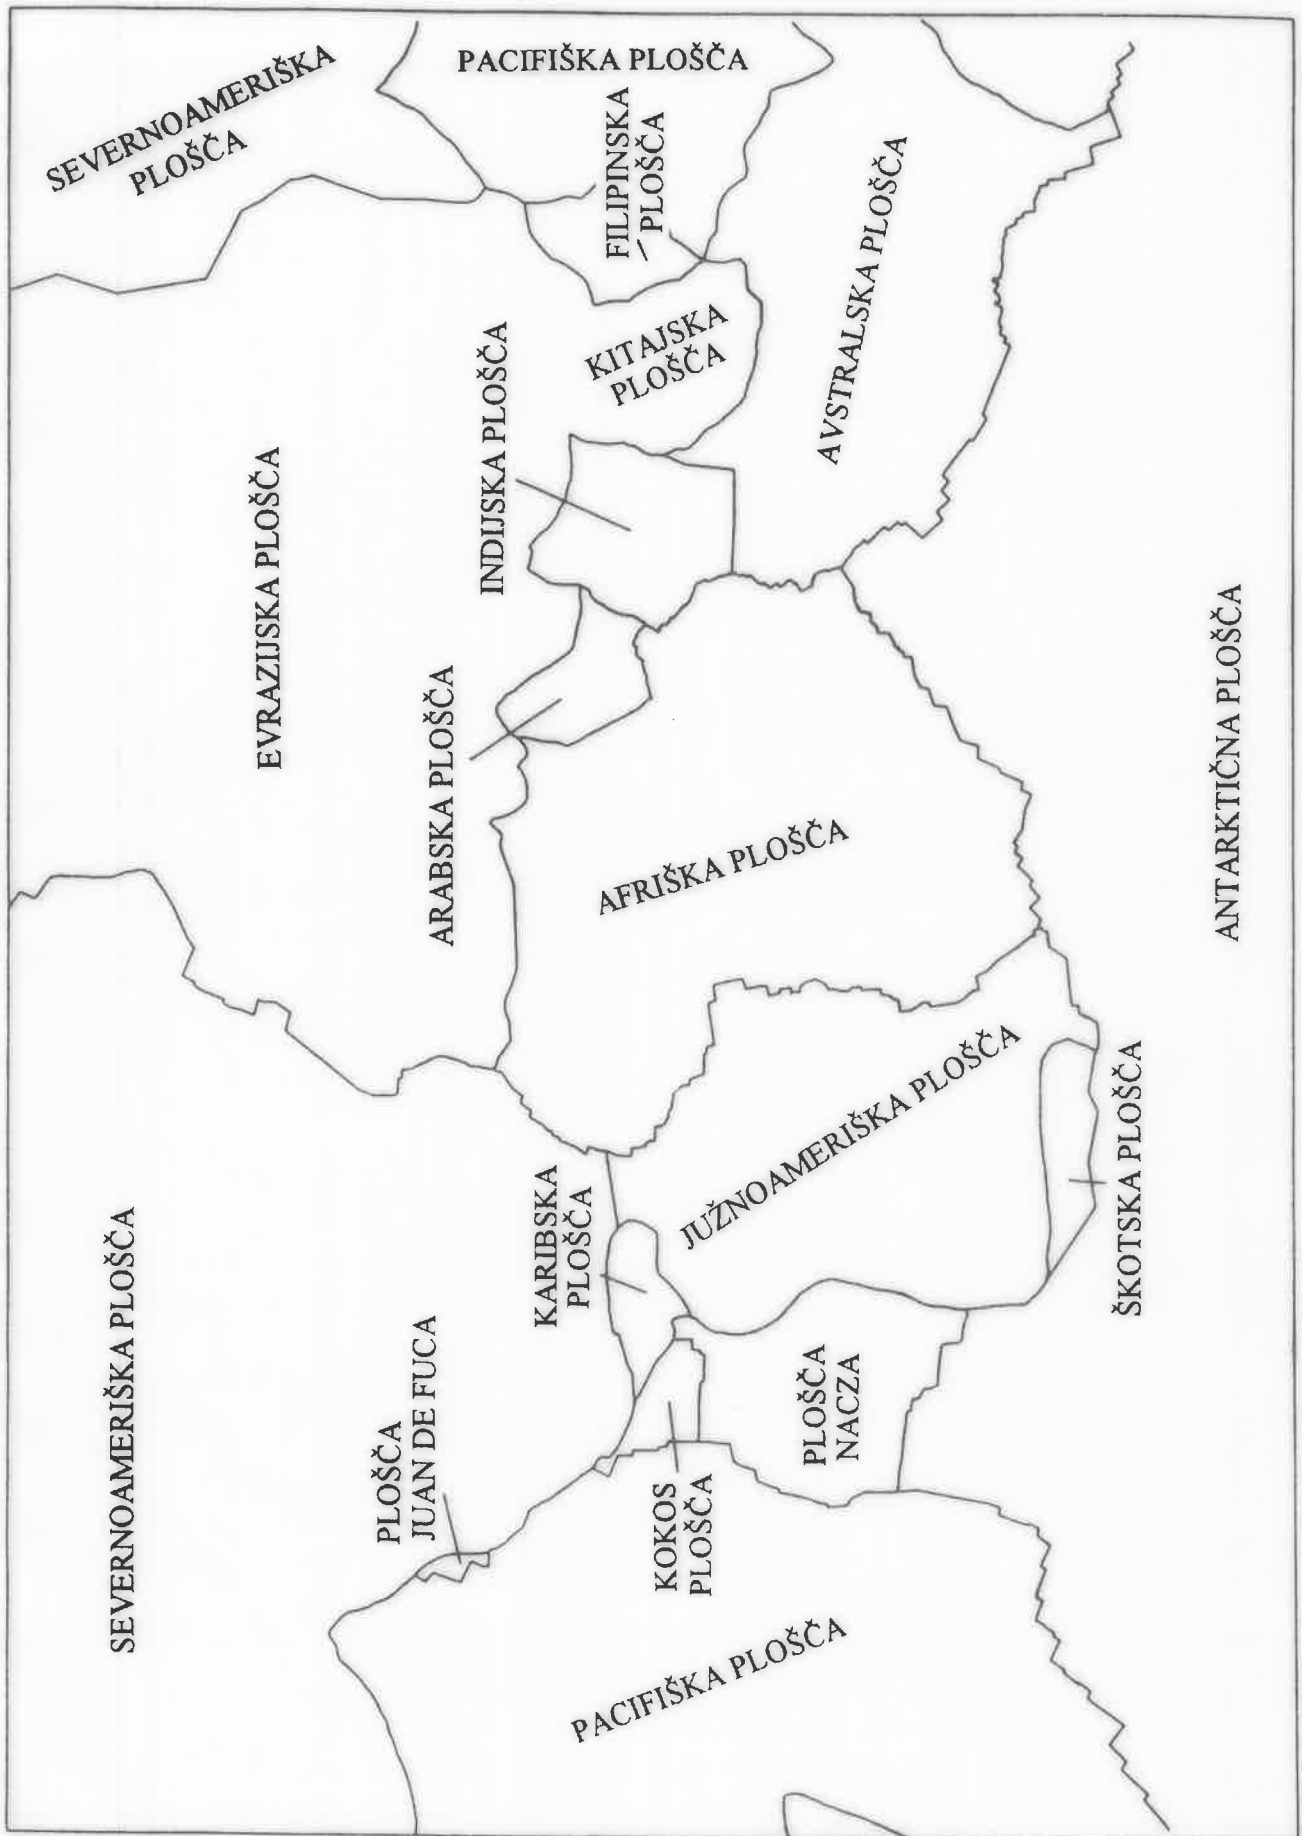 SEVERNOAMERIŠKA PLOŠČA
PLOŠČA
JUAN DE FUCA
KARIBSKA
PLOŠČA
KOKOS
PLOŠČA
PACIFIŠKA PLOŠČA
PLOŠČA
NACZA
JUŽNOAMERIŠKA PLOŠČA
ŠKOTSKA PLOŠČA
EVRAZIJSKA PLOŠČA
ARABSKA PLOŠČA
INDIJSKA PLOŠČA
AFRIŠKA PLOŠČA
ANTARKTIČNA PLOŠČA
KITAJSKA
PLOŠČA
AVSTRALSKA PLOŠČA
SEVERNOAMERIŠKA
PLOŠČA
PACIFIŠKA PLOŠČA
FILIPINSKA
PLOŠČA